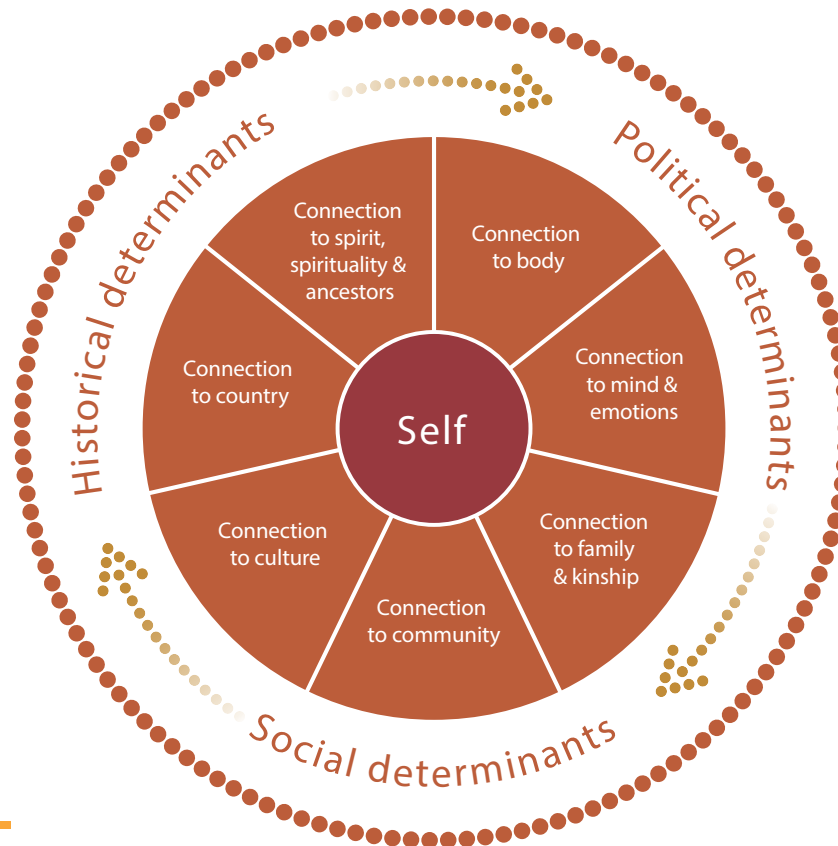 Historical determinants
Political determinants
Connection
to spirit,
spirituality &
ancestors
Connection
to body
Connection
to mind &
emotions
Connection
to family
& kinship
Connection
to community
Connection
to culture
Connection
to country
Self
Social determinants